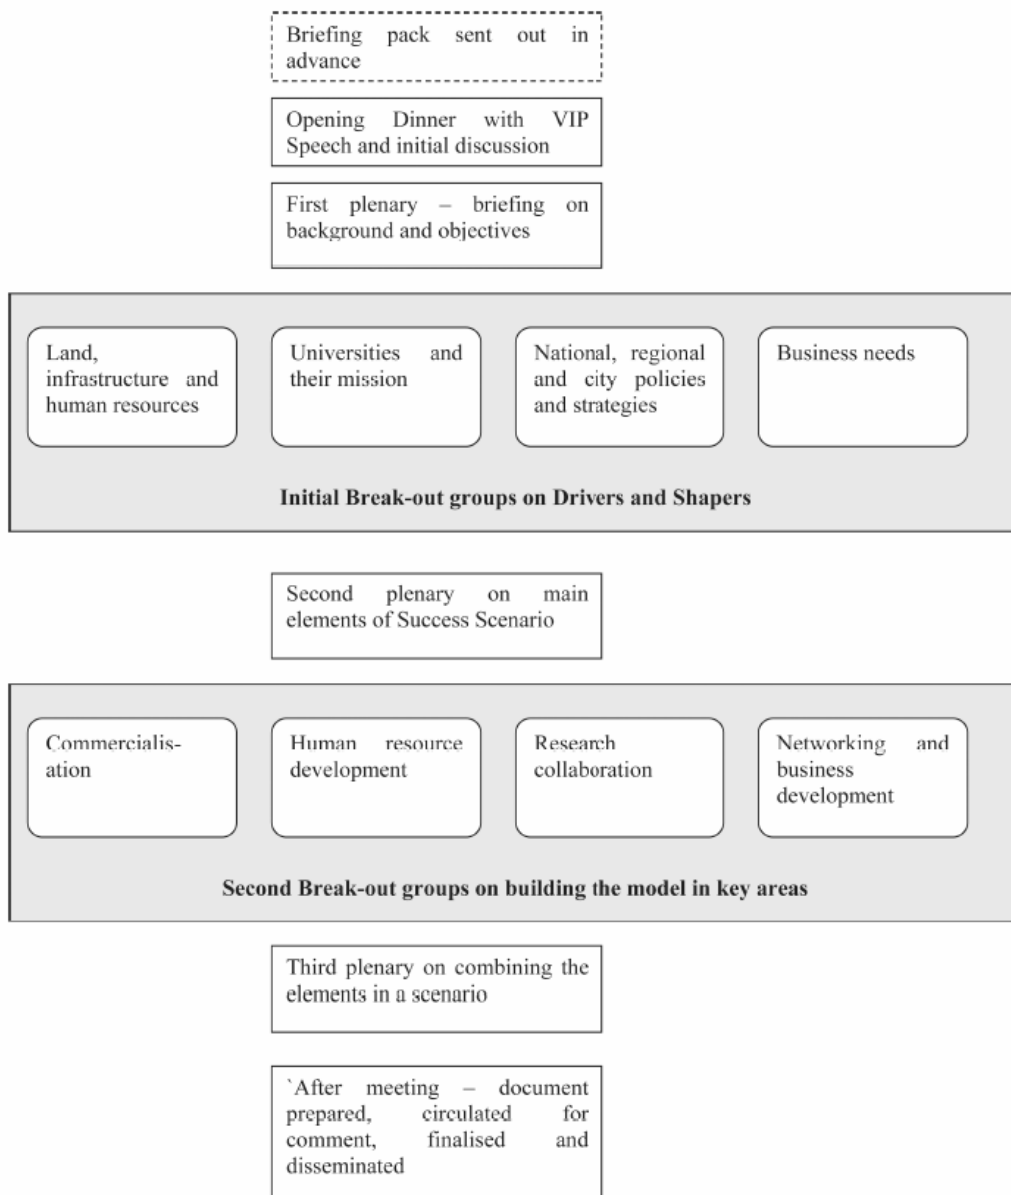 Briefing pack sent out in
advance
Opening Dinner with VIP
Speech and initial discussion
First plenary – briefing on
background and objectives
Land,
infrastructure and
human resources
Universities and
their mission
National, regional
and city policies
and strategies
Business needs
Initial Break-out groups on Drivers and Shapers
Second plenary on main
elements of Success Scenario
Commercialis-
ation
Human resource
development
Research
collaboration
Networking and
business
development
Second Break-out groups on building the model in key areas
Third plenary on combining the
elements in a scenario
`After meeting – document
prepared, circulated for
comment, finalised and
disseminated